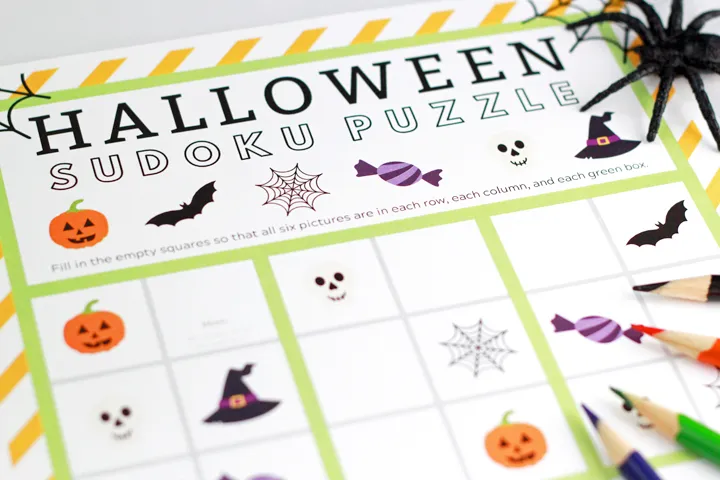 HALLOWEEN
SUDOKU PUZZLE
Fill in the empty squares so that all six pictures are in each row, each column, and each green box.